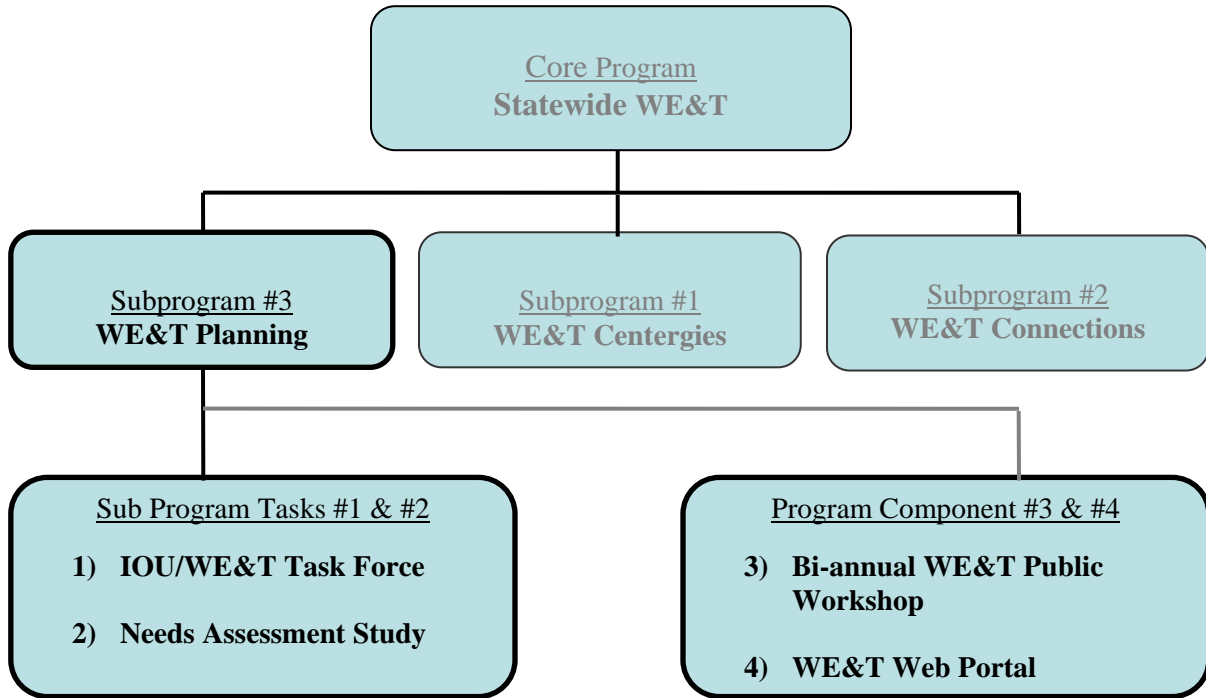 Core Program
Statewide WE&T
Subprogram #3
WE&T Planning
Subprogram #1
WE&T Centergies
Subprogram #2
WE&T Connections
Sub Program Tasks #1 & #2
1) IOU/WE&T Task Force
2) Needs Assessment Study
Program Component #3 & #4
3) Bi-annual WE&T Public
Workshop
4) WE&T Web Portal